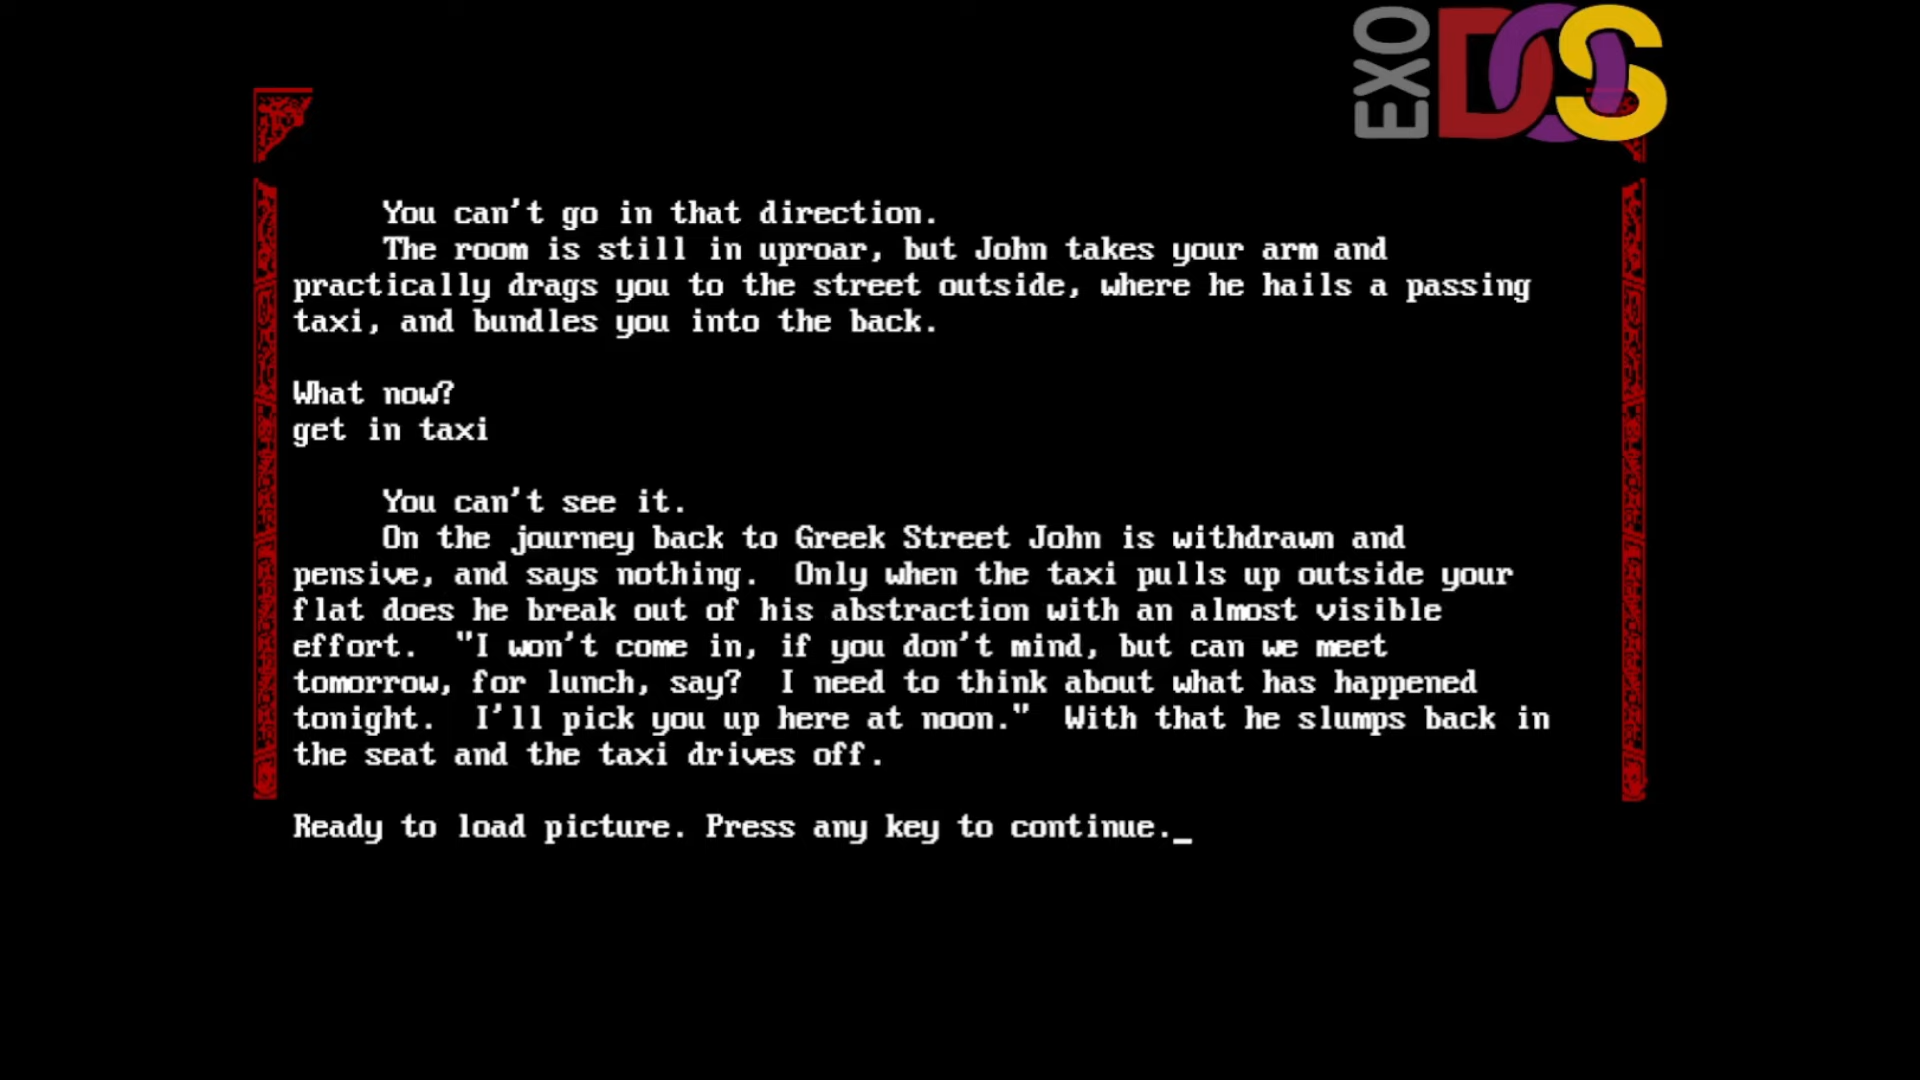 EXO DOS
You can't go in that direction.
The room is still in uproar, but John takes your arm and
practically drags you to the street outside, where he hails a passing
taxi, and bundles you into the back.
What now?
get in taxi
You can't see it.
On the journey back to Greek Street John is withdrawn and
pensive, and says nothing. Only when the taxi pulls up outside your
flat does he break out of his abstraction with an almost visible
effort. "I won't come in, if you don't mind, but can we meet
tomorrow, for lunch, say? I need to think about what has happened
tonight. I'll pick you up here at noon." With that he slumps back in
the seat and the taxi drives off.
Ready to load picture. Press any key to continue._